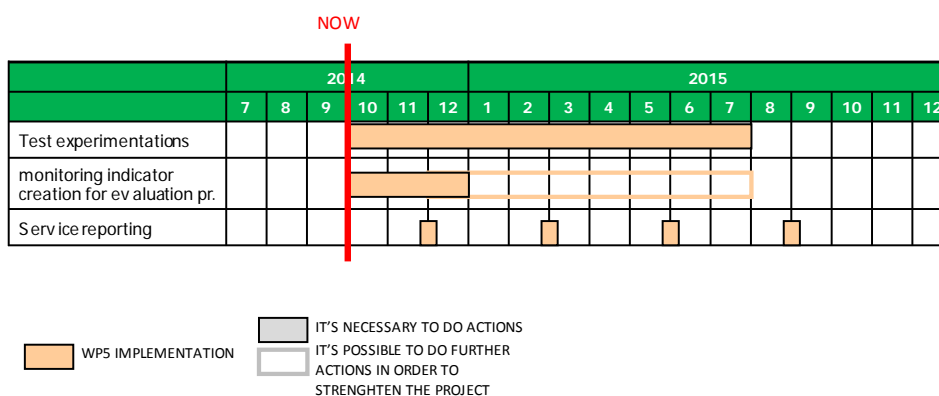 NOW
2014 2015
7 8 9 10 11 12 1 2 3 4 5 6 7 8 9 10 11 12
Test experimentations
monitoring indicator
creation for ev aluation pr.
Service reporting
WP5 IMPLEMENTATION
IT'S NECESSARY TO DO ACTIONS
IT'S POSSIBLE TO DO FURTHER
ACTIONS IN ORDER TO
STRENGHTEN THE PROJECT